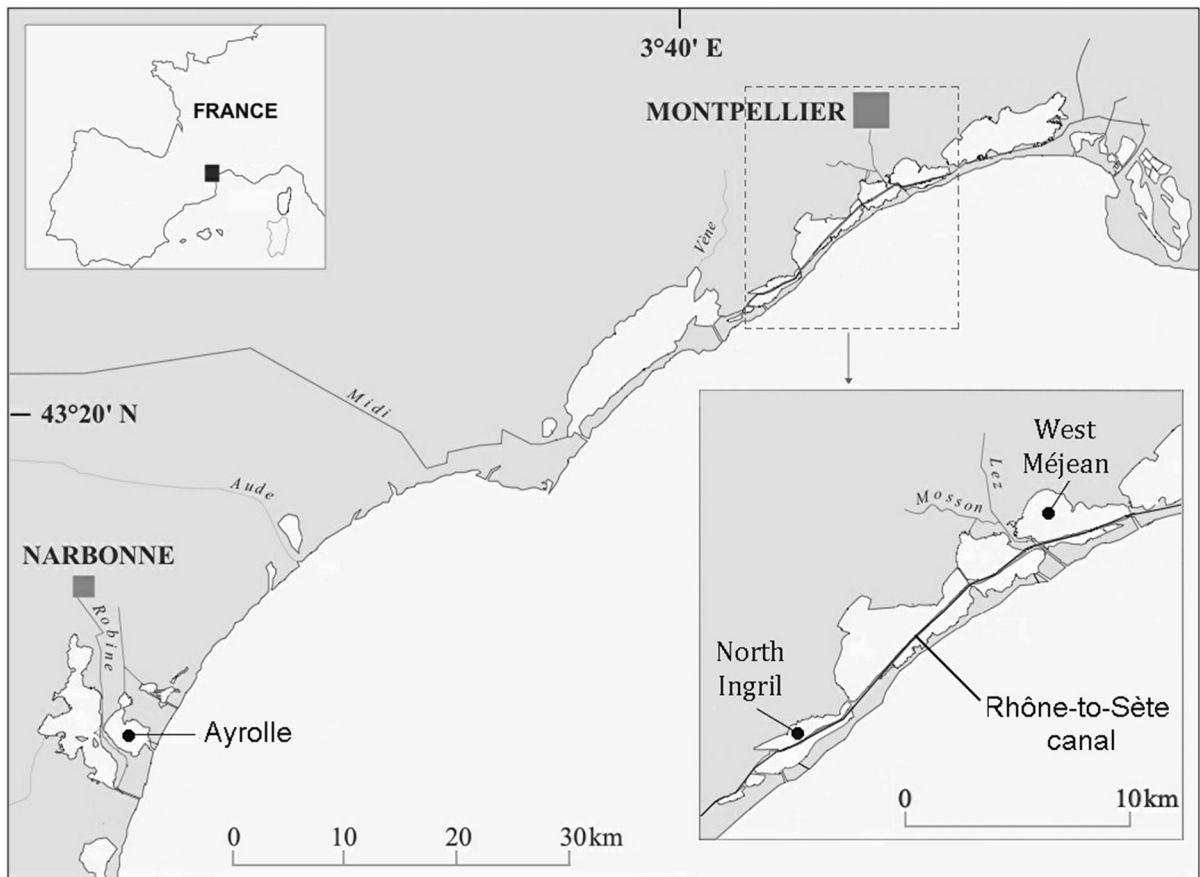 3°40' E
FRANCE
MONTPELLIER
Vène
43°20' N
Midi
Aude
NARBONNE
Robine
Ayrolle
0 10 20 30km
West
Méjean
Lez
Mosson
North
Ingril
Rhône-to-Sète
canal
0 10km